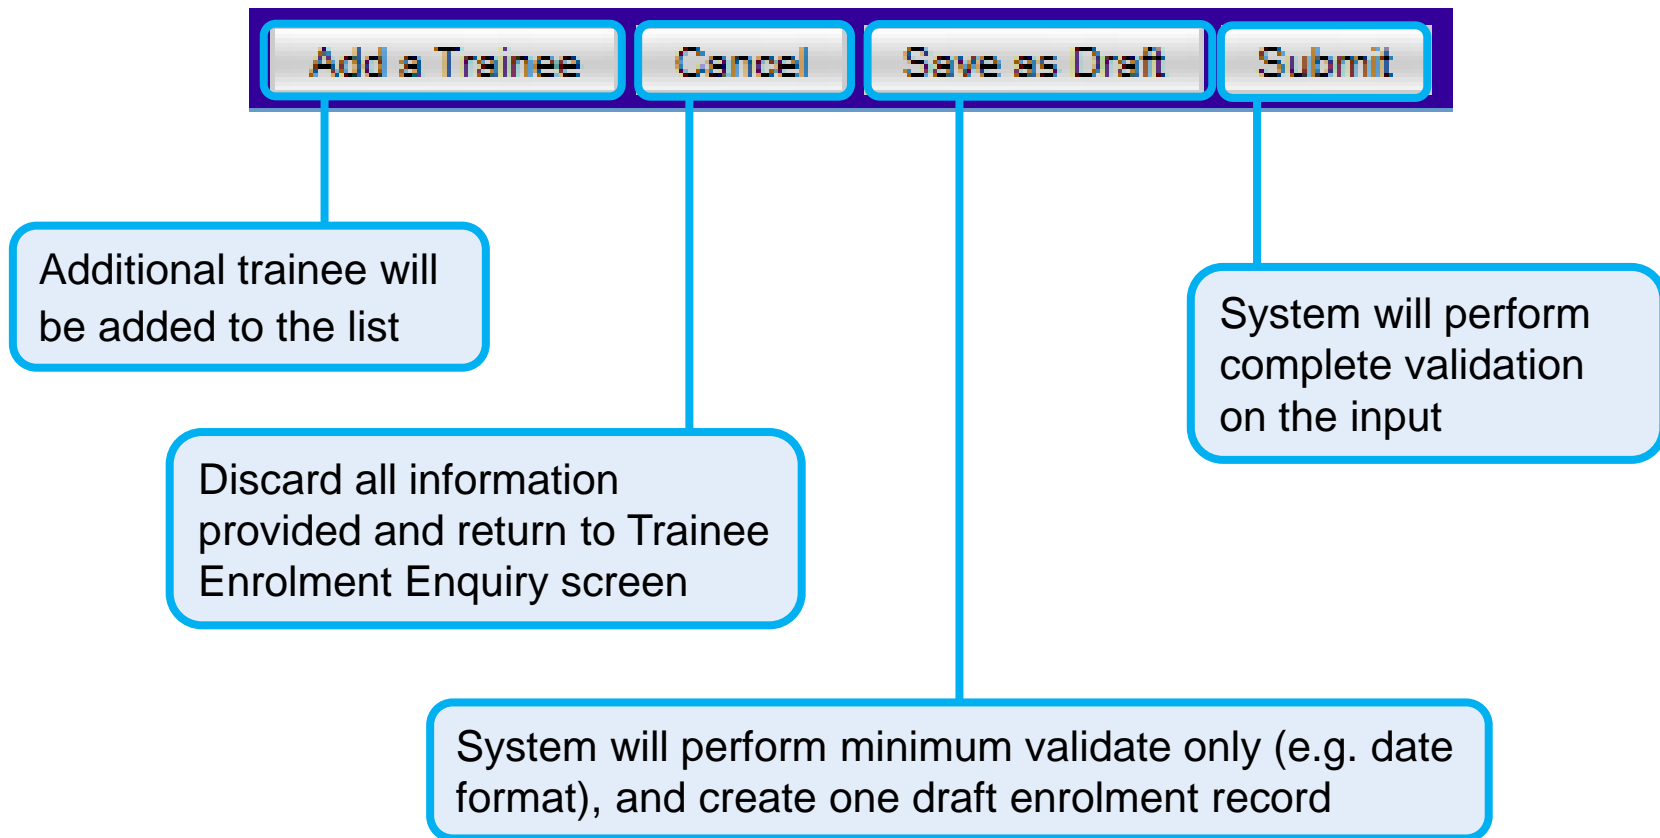 Add a Trainee Cancel Save as Draft Submit
Additional trainee will
be added to the list
System will perform
complete validation
on the input
Discard all information
provided and return to Trainee
Enrolment Enquiry screen
System will perform minimum validate only (e.g. date
format), and create one draft enrolment record